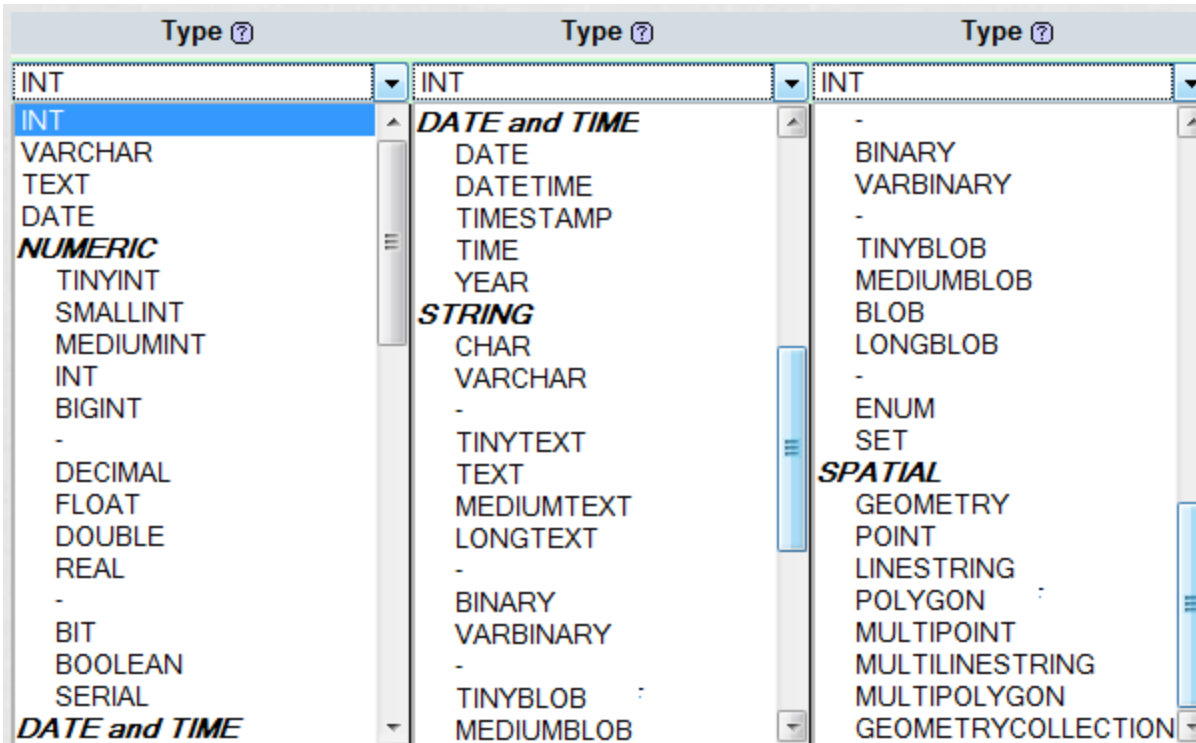 Type
INT
INT
VARCHAR
TEXT
DATE
NUMERIC
TINYINT
SMALLINT
MEDIUMINT
INT
BIGINT
-
DECIMAL
FLOAT
DOUBLE
REAL
-
BIT
BOOLEAN
SERIAL
DATE and TIME
Type
INT
DATE and TIME
DATE
DATETIME
TIMESTAMP
TIME
YEAR
STRING
CHAR
VARCHAR
-
TINYTEXT
TEXT
MEDIUMTEXT
LONGTEXT
-
BINARY
VARBINARY
-
TINYBLOB
MEDIUMBLOB
Type
INT
-
BINARY
VARBINARY
-
TINYBLOB
MEDIUMBLOB
BLOB
LONGBLOB
-
ENUM
SET
SPATIAL
GEOMETRY
POINT
LINESTRING
POLYGON
MULTIPOINT
MULTILINESTRING
MULTIPOLYGON
GEOMETRYCOLLECTION